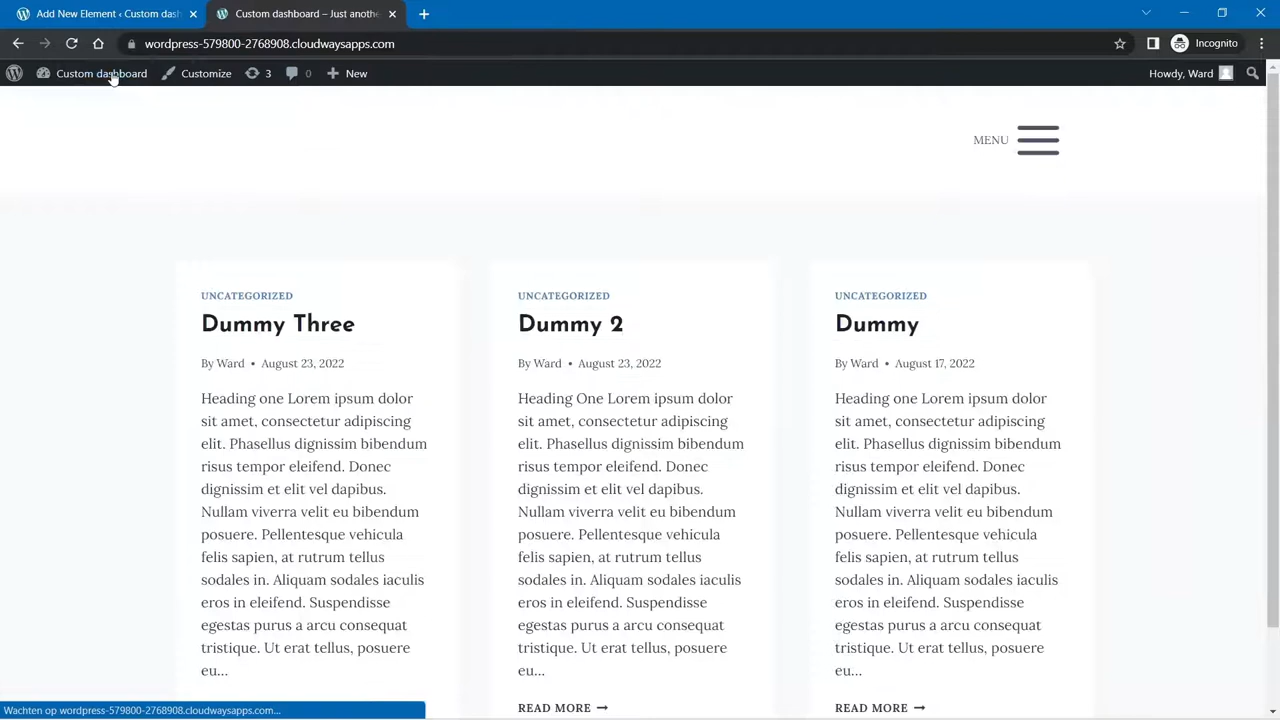 Add New Element ‹ Custom dash
Custom dashboard – Just anothe
wordpress-579800-2768908.cloudwaysapps.com
Incognito
Custom dashboard
Customize
3
0
New
Howdy, Ward
MENU
UNCATEGORIZED
Dummy Three
By Ward • August 23, 2022
Heading one Lorem ipsum dolor
sit amet, consectetur adipiscing
elit. Phasellus dignissim bibendum
risus tempor eleifend. Donec
dignissim et elit vel dapibus.
Nullam viverra velit eu bibendum
posuere. Pellentesque vehicula
felis sapien, at rutrum tellus
sodales in. Aliquam sodales iaculis
eros in eleifend. Suspendisse
egestas purus a arcu consequat
tristique. Ut erat tellus, posuere
eu…
UNCATEGORIZED
Dummy 2
By Ward • August 23, 2022
Heading One Lorem ipsum dolor
sit amet, consectetur adipiscing
elit. Phasellus dignissim bibendum
risus tempor eleifend. Donec
dignissim et elit vel dapibus.
Nullam viverra velit eu bibendum
posuere. Pellentesque vehicula
felis sapien, at rutrum tellus
sodales in. Aliquam sodales iaculis
eros in eleifend. Suspendisse
egestas purus a arcu consequat
tristique. Ut erat tellus, posuere
eu…
READ MORE →
UNCATEGORIZED
Dummy
By Ward • August 17, 2022
Heading one Lorem ipsum dolor
sit amet, consectetur adipiscing
elit. Phasellus dignissim bibendum
risus tempor eleifend. Donec
dignissim et elit vel dapibus.
Nullam viverra velit eu bibendum
posuere. Pellentesque vehicula
felis sapien, at rutrum tellus
sodales in. Aliquam sodales iaculis
eros in eleifend. Suspendisse
egestas purus a arcu consequat
tristique. Ut erat tellus, posuere
eu…
READ MORE →
Wachten op wordpress-579800-2768908.cloudwaysapps.com...